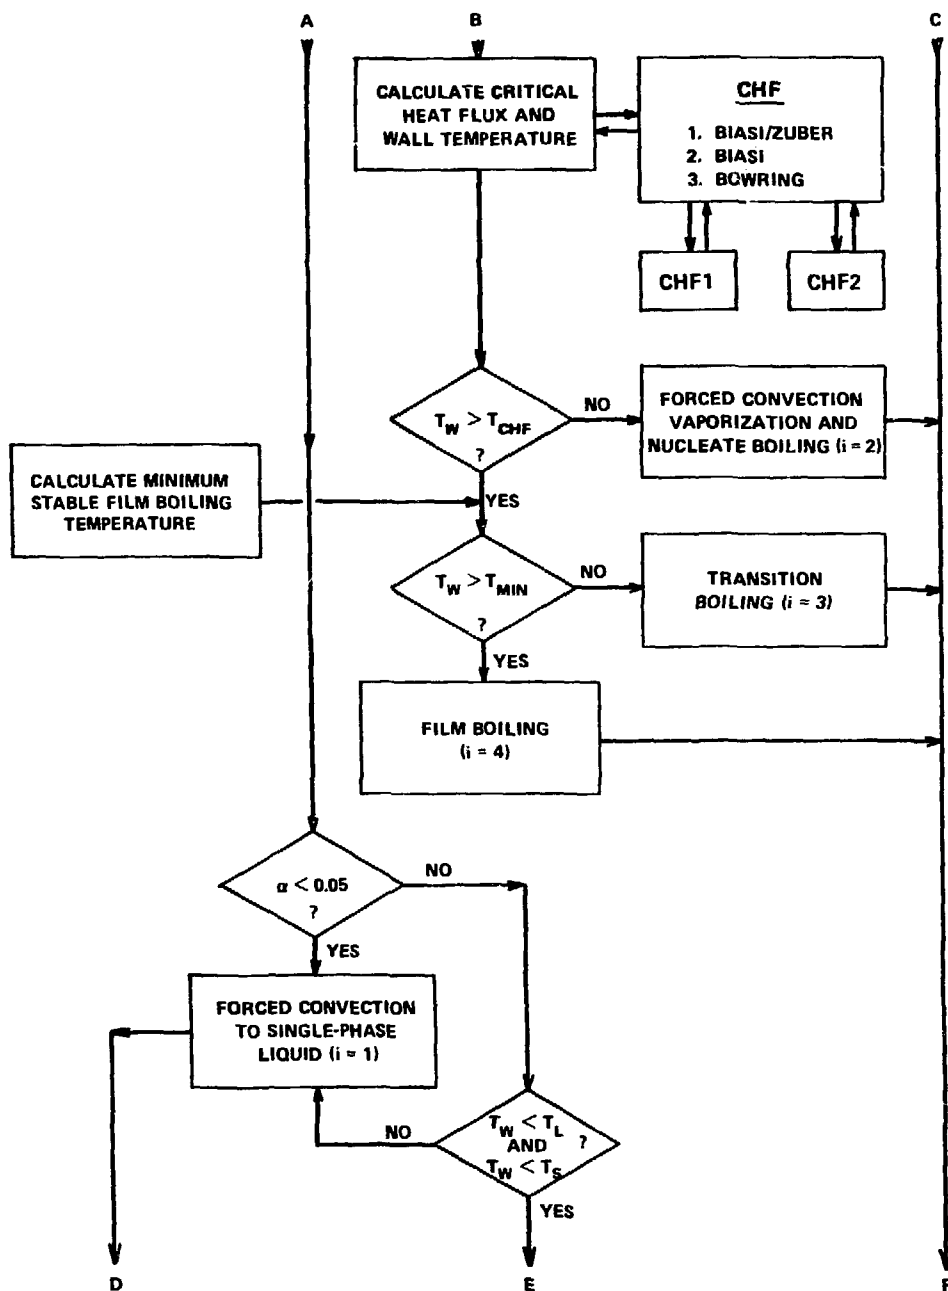 A
B
C
CALCULATE CRITICAL
HEAT FLUX AND
WALL TEMPERATURE
CHF
1. BIASI/ZUBER
2. BIASI
3. BOWRING
CHF1
CHF2
T_W > T_CHF
?
NO
YES
FORCED CONVECTION
VAPORIZATION AND
NUCLEATE BOILING (i = 2)
CALCULATE MINIMUM
STABLE FILM BOILING
TEMPERATURE
T_W > T_MIN
?
NO
YES
TRANSITION
BOILING (i = 3)
FILM BOILING
(i = 4)
α < 0.05
?
NO
YES
FORCED CONVECTION
TO SINGLE-PHASE
LIQUID (i = 1)
T_W < T_L
AND ?
T_W < T_S
NO
YES
D
E
F